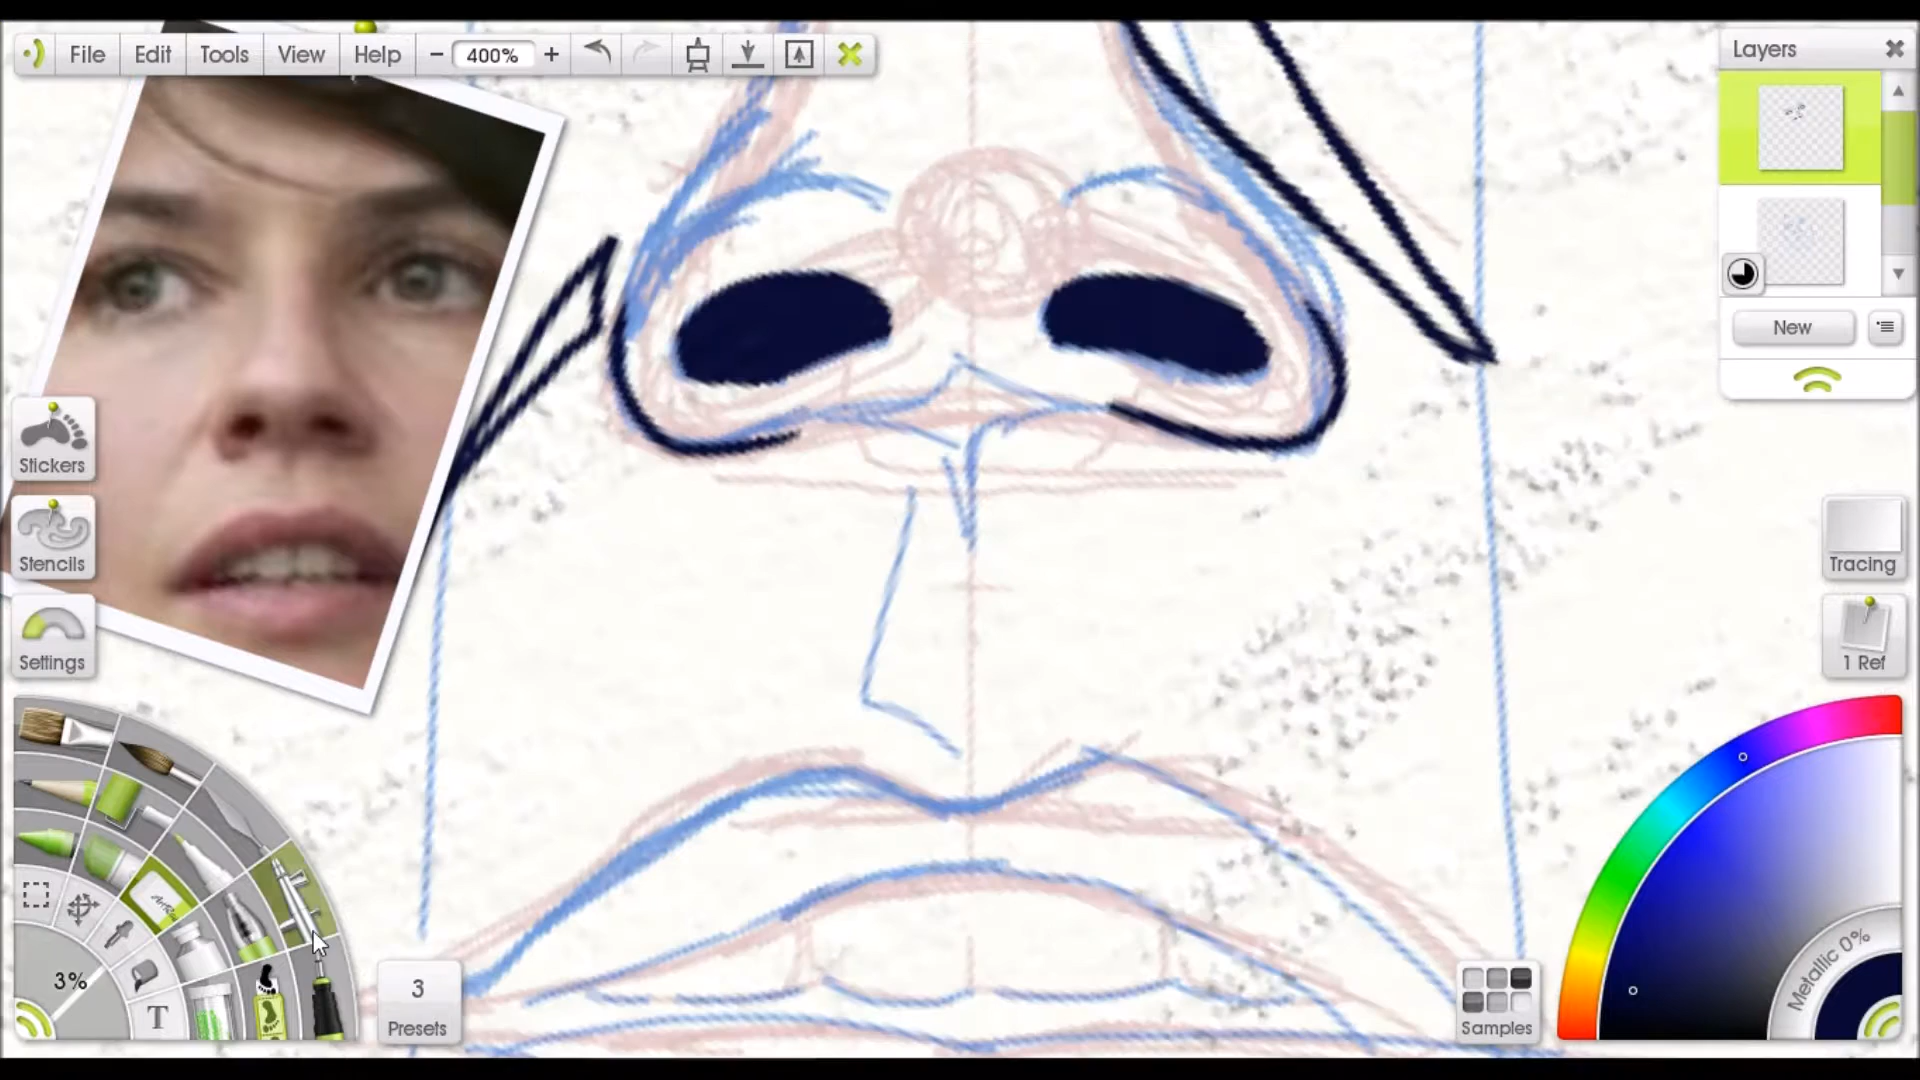 File Edit Tools View Help − 400% +
Layers
New
Stickers
Stencils
Settings
Tracing
1 Ref
3%
T
3
Presets
Samples
Metallic 0%